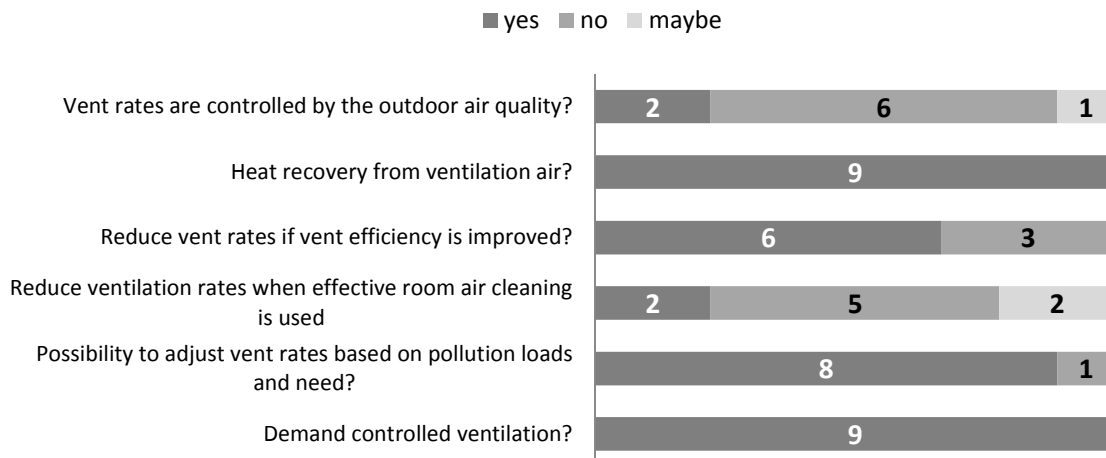 yes no maybe
Vent rates are controlled by the outdoor air quality? 2 6 1
Heat recovery from ventilation air? 9
Reduce vent rates if vent efficiency is improved? 6 3
Reduce ventilation rates when effective room air cleaning
is used 2 5 2
Possibility to adjust vent rates based on pollution loads
and need? 8 1
Demand controlled ventilation? 9